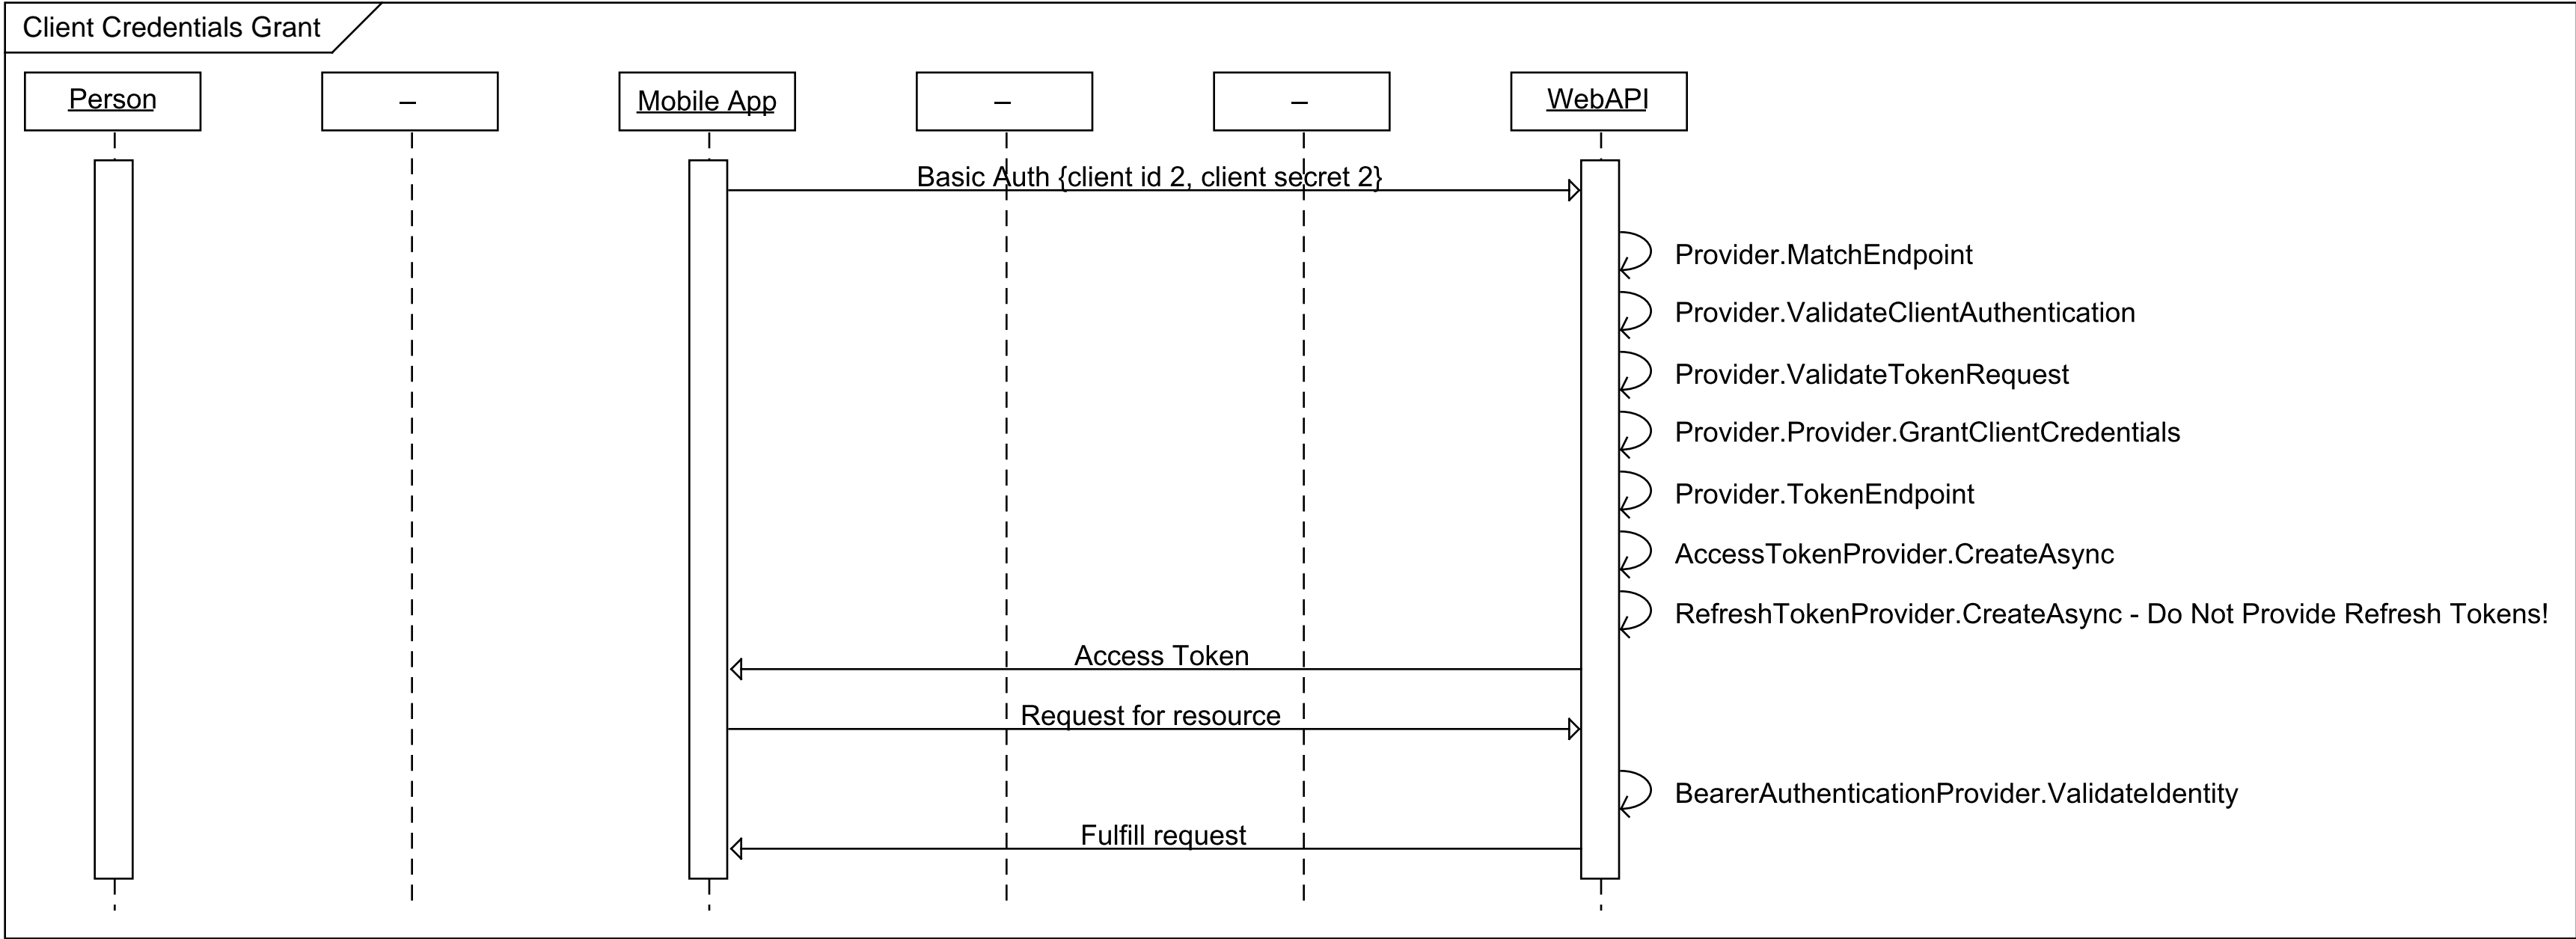 Client Credentials Grant
Person
–
Mobile App
–
–
WebAPI
Basic Auth {client id 2, client secret 2}
Provider.MatchEndpoint
Provider.ValidateClientAuthentication
Provider.ValidateTokenRequest
Provider.Provider.GrantClientCredentials
Provider.TokenEndpoint
AccessTokenProvider.CreateAsync
RefreshTokenProvider.CreateAsync - Do Not Provide Refresh Tokens!
Access Token
Request for resource
BearerAuthenticationProvider.ValidateIdentity
Fulfill request